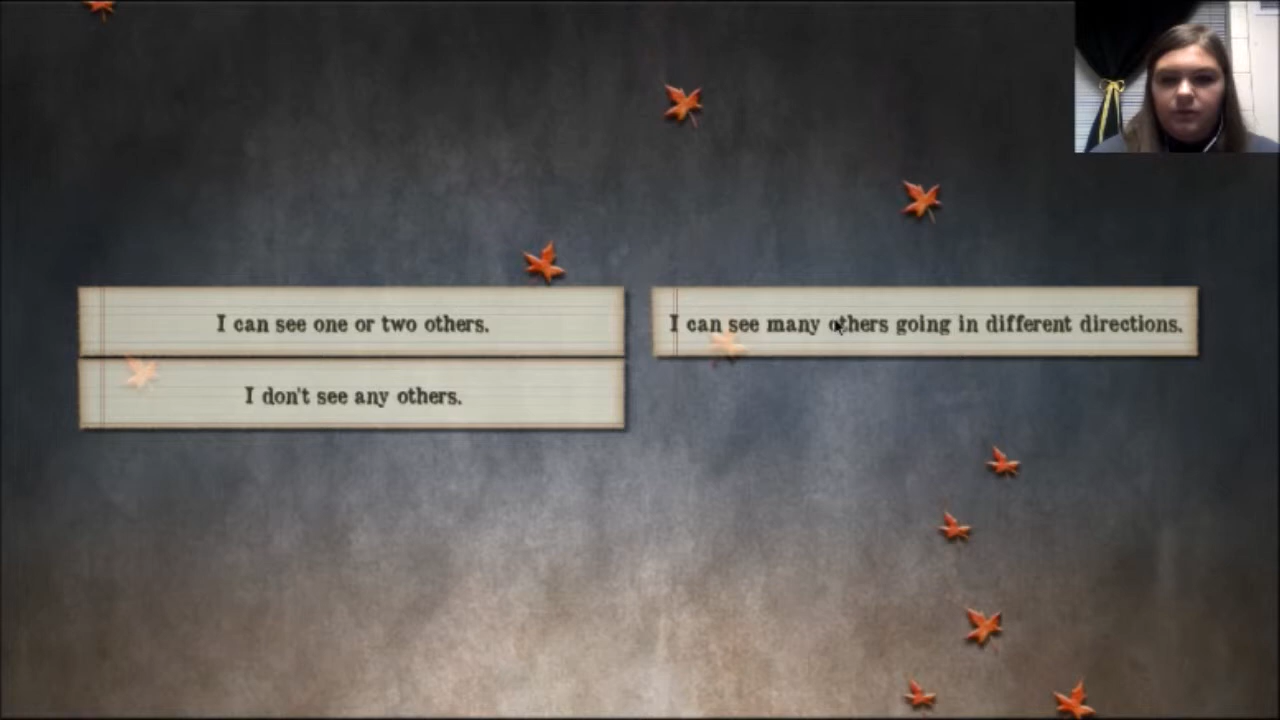 I can see one or two others.
I can see many others going in different directions.
I don't see any others.